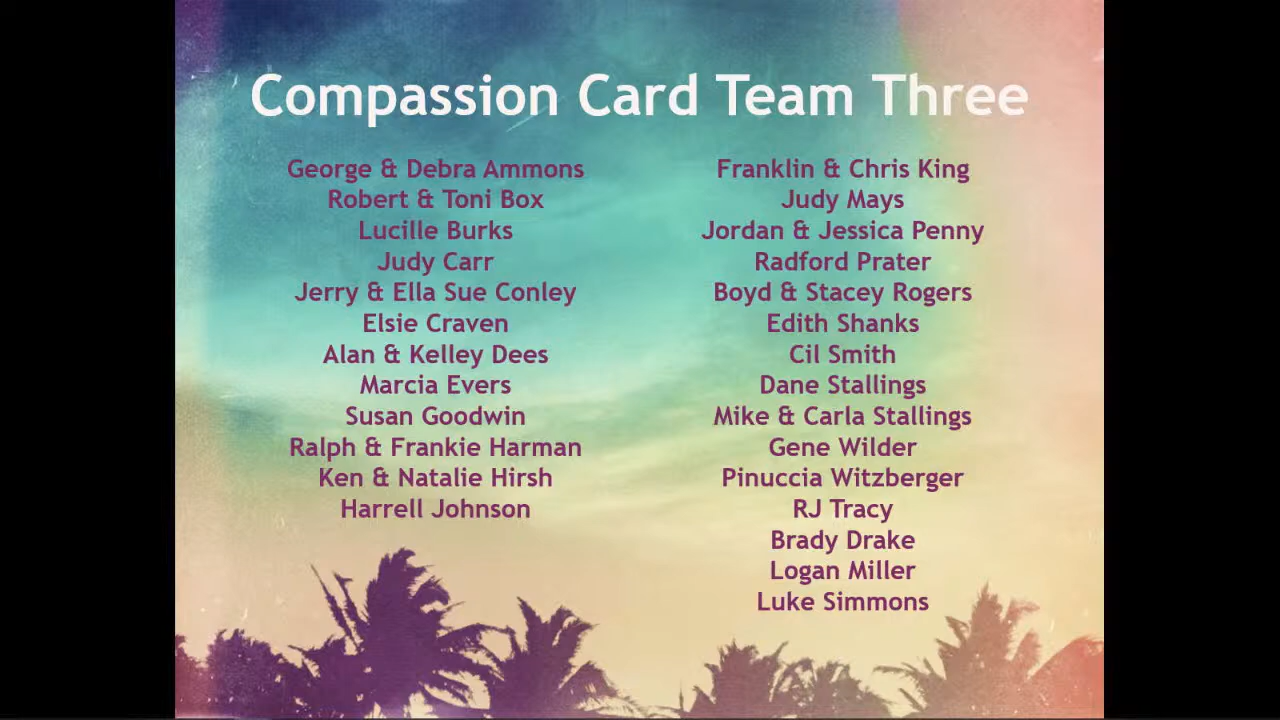 Compassion Card Team Three
George & Debra Ammons
Robert & Toni Box
Lucille Burks
Judy Carr
Jerry & Ella Sue Conley
Elsie Craven
Alan & Kelley Dees
Marcia Evers
Susan Goodwin
Ralph & Frankie Harman
Ken & Natalie Hirsh
Harrell Johnson
Franklin & Chris King
Judy Mays
Jordan & Jessica Penny
Radford Prater
Boyd & Stacey Rogers
Edith Shanks
Cil Smith
Dane Stallings
Mike & Carla Stallings
Gene Wilder
Pinuccia Witzberger
RJ Tracy
Brady Drake
Logan Miller
Luke Simmons